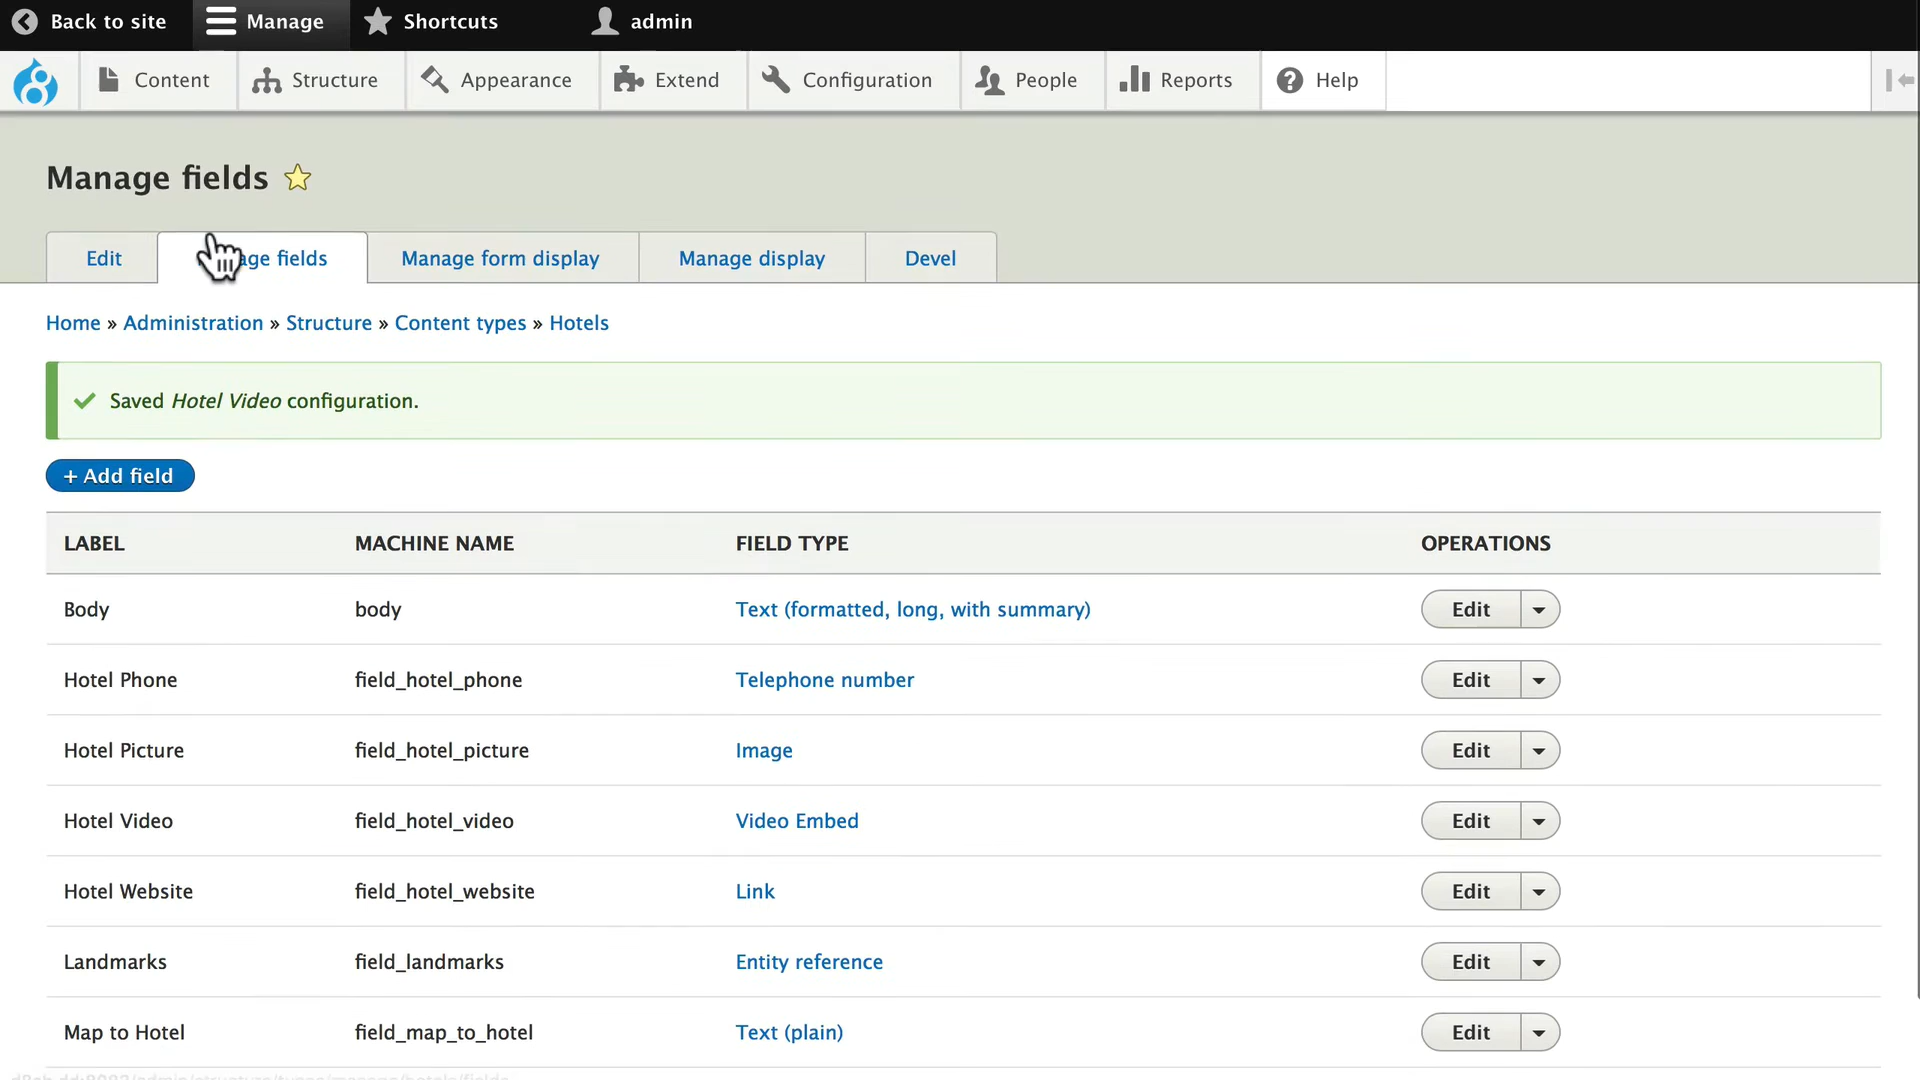 Back to site Manage Shortcuts admin
Content Structure Appearance Extend Configuration People Reports Help
Manage fields
Edit age fields Manage form display Manage display Devel
Home » Administration » Structure » Content types » Hotels
Saved Hotel Video configuration.
+ Add field
LABEL MACHINE NAME FIELD TYPE OPERATIONS
Body body Text (formatted, long, with summary) Edit
Hotel Phone field_hotel_phone Telephone number Edit
Hotel Picture field_hotel_picture Image Edit
Hotel Video field_hotel_video Video Embed Edit
Hotel Website field_hotel_website Link Edit
Landmarks field_landmarks Entity reference Edit
Map to Hotel field_map_to_hotel Text (plain) Edit